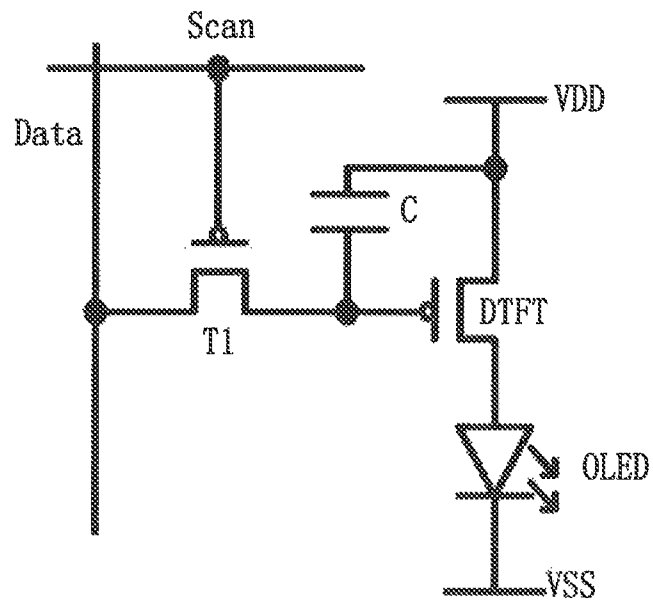 Scan
VDD
Data
C
DTFT
T1
OLED
VSS